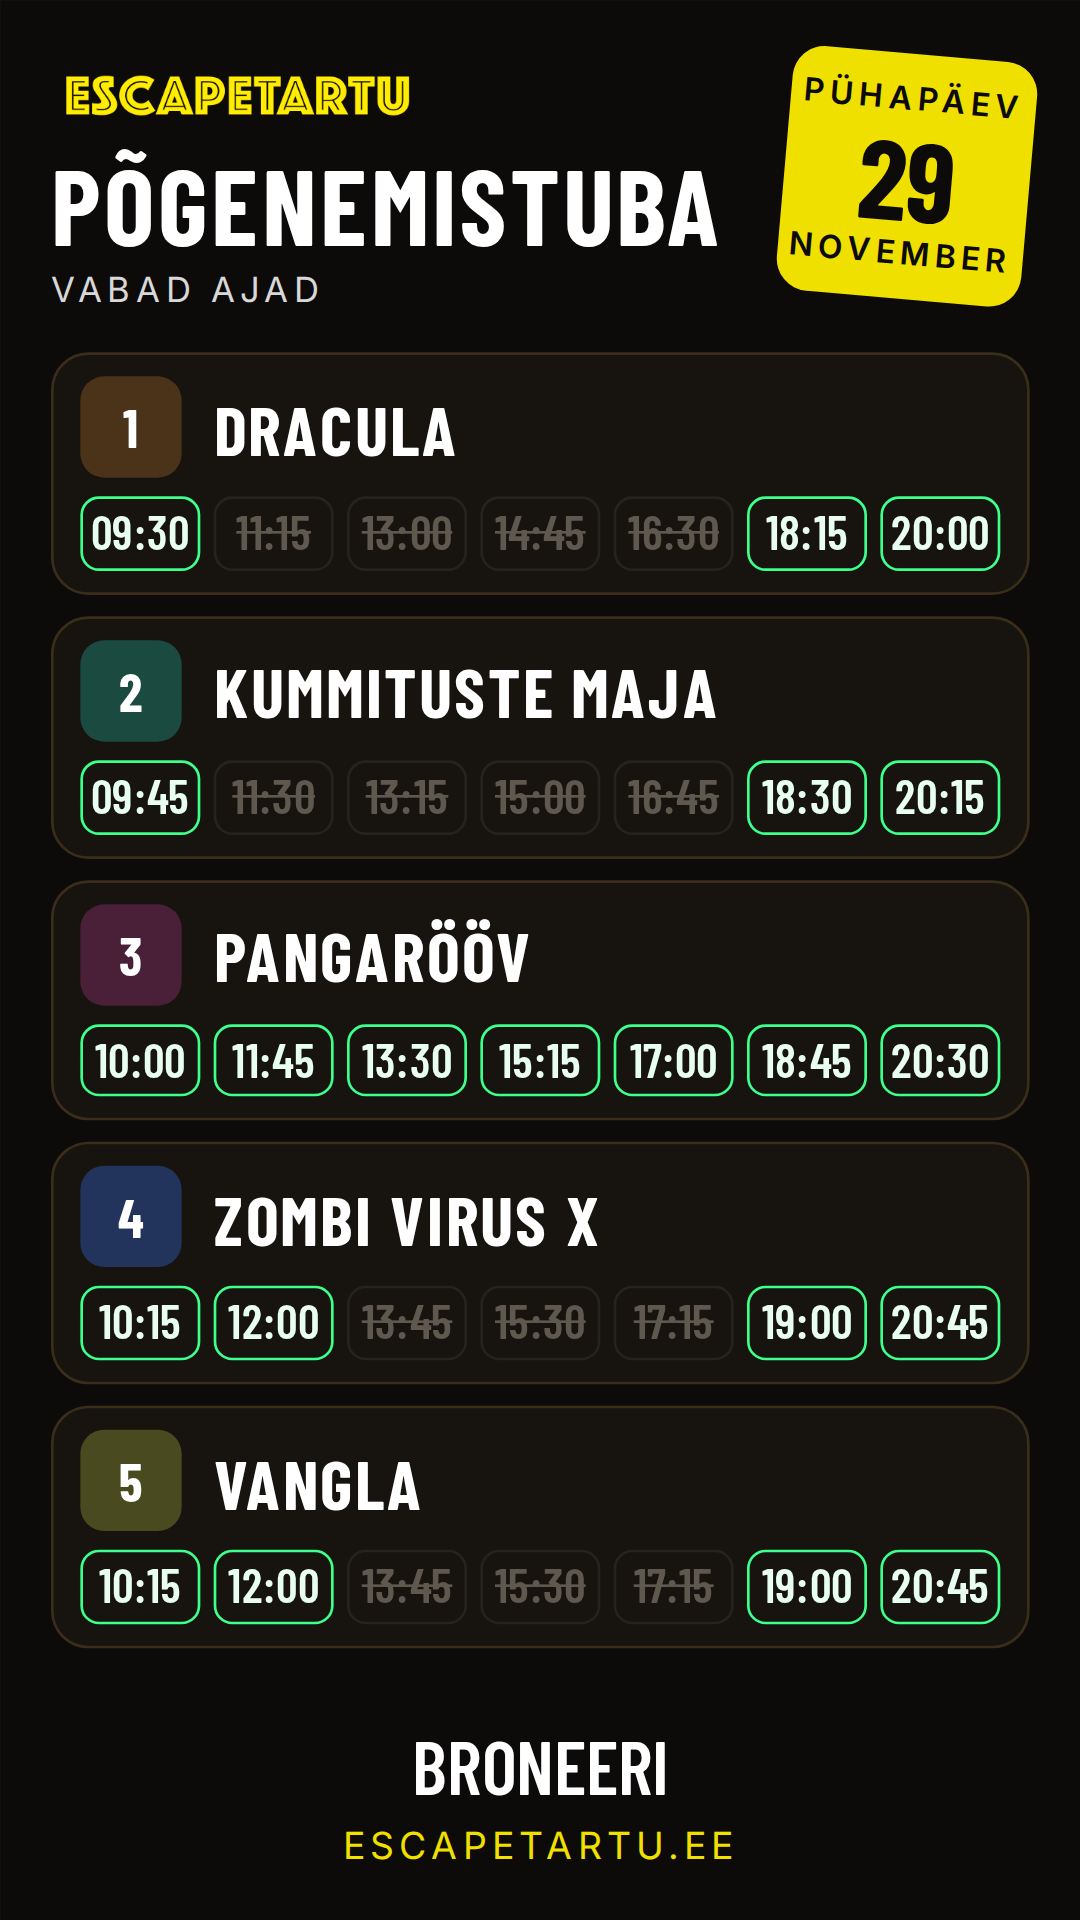 ESCAPETARTU
PÕGENEMISTUBA
VABAD AJAD
PÜHAPÄEV
29
NOVEMBER
1 DRACULA
09:30 11:15 13:00 14:45 16:30 18:15 20:00
2 KUMMITUSTE MAJA
09:45 11:30 13:15 15:00 16:45 18:30 20:15
3 PANGARÖÖV
10:00 11:45 13:30 15:15 17:00 18:45 20:30
4 ZOMBI VIRUS X
10:15 12:00 13:45 15:30 17:15 19:00 20:45
5 VANGLA
10:15 12:00 13:45 15:30 17:15 19:00 20:45
BRONEERI
ESCAPETARTU.EE